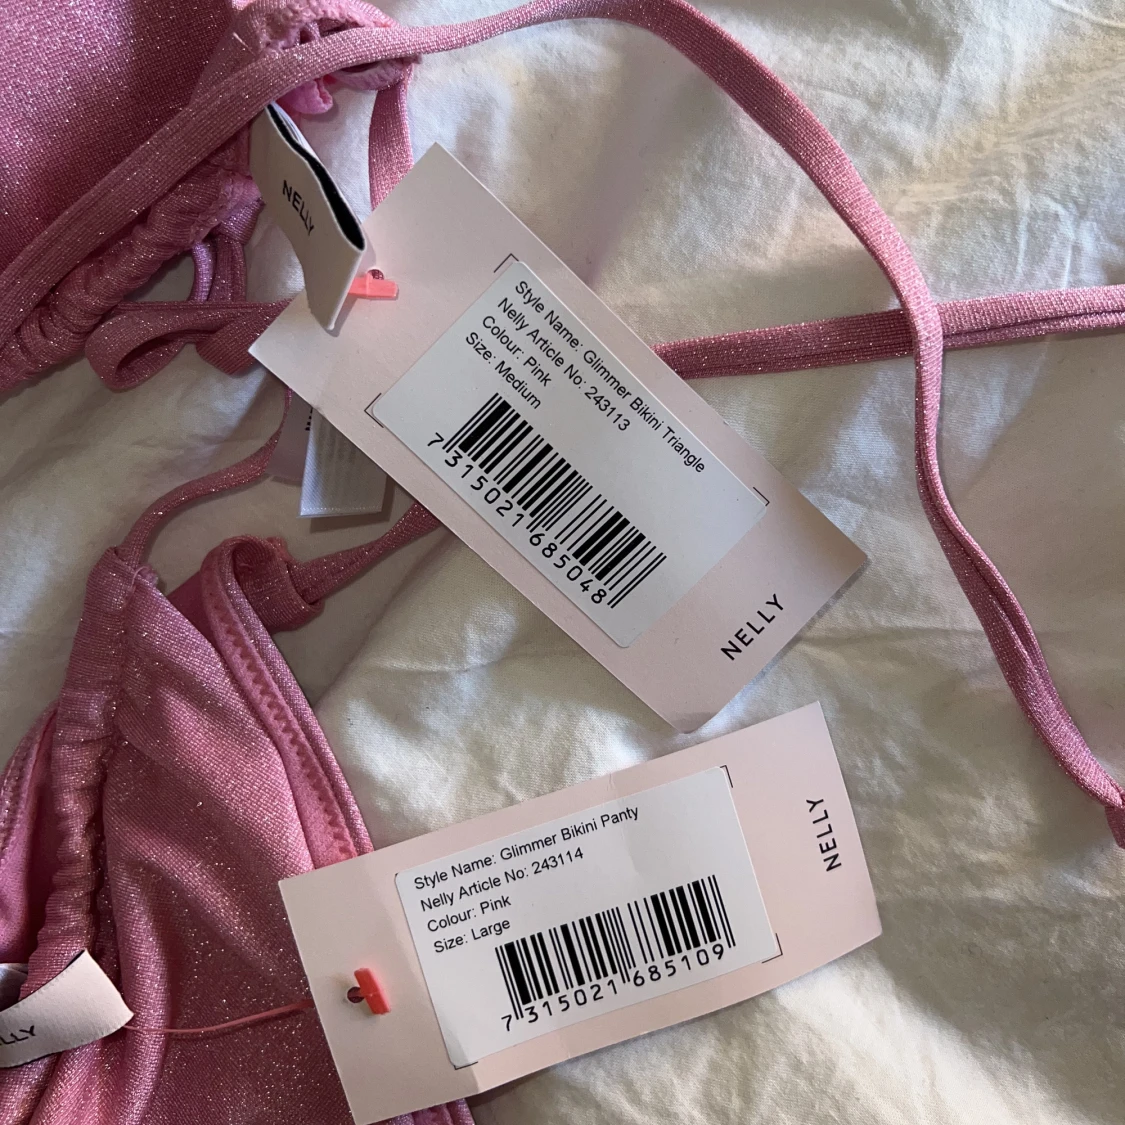 NELLY
Style Name: Glimmer Bikini Triangle
Nelly Article No: 243113
Colour: Pink
Size: Medium
7 315021 685048
NELLY
Style Name: Glimmer Bikini Panty
Nelly Article No: 243114
Colour: Pink
Size: Large
7 315021 685109
NELLY